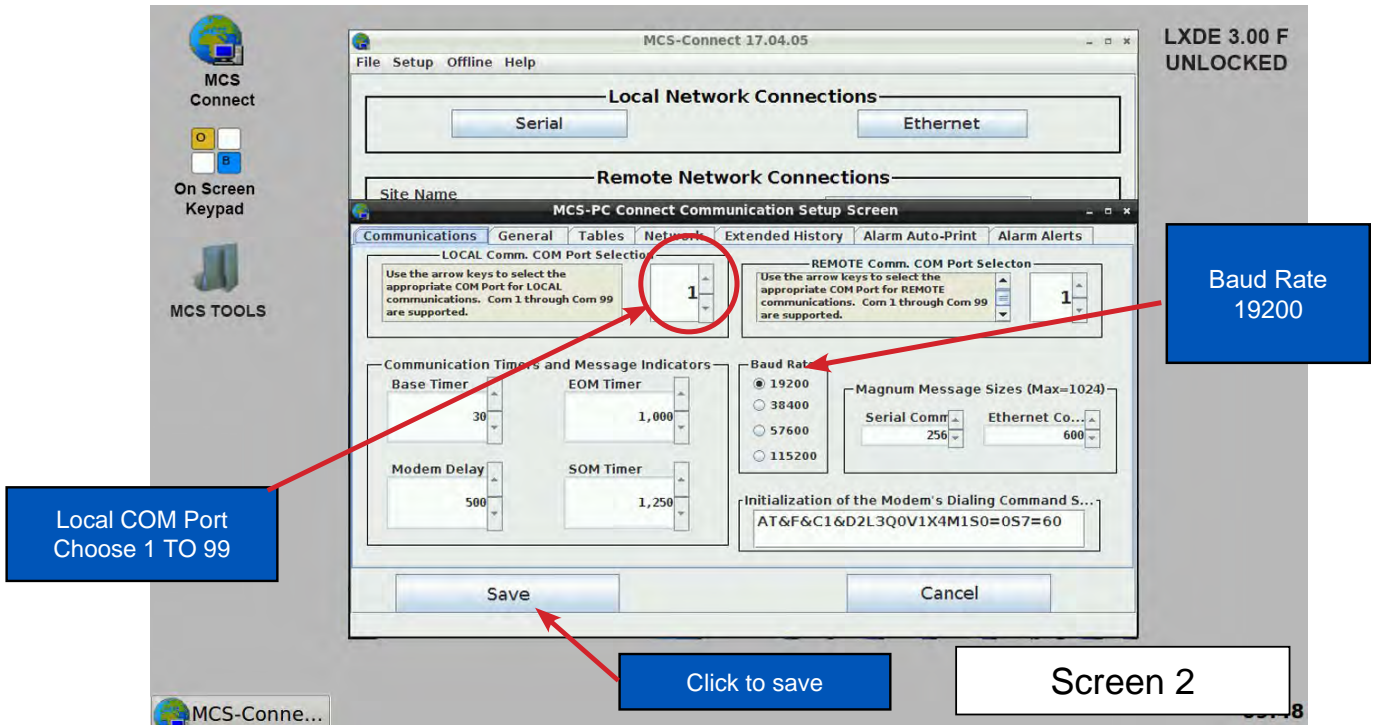 MCS-Connect 17.04.05
LXDE 3.00 F
UNLOCKED
File Setup Offline Help
MCS
Connect
Local Network Connections
Serial
Ethernet
O
B
On Screen
Keypad
Remote Network Connections
Site Name
MCS-PC Connect Communication Setup Screen
Communications General Tables Network Extended History Alarm Auto-Print Alarm Alerts
LOCAL Comm. COM Port Selection
Use the arrow keys to select the
appropriate COM Port for LOCAL
communications. Com 1 through Com 99
are supported.
1
REMOTE Comm. COM Port Selecton
Use the arrow keys to select the
appropriate COM Port for REMOTE
communications. Com 1 through Com 99
are supported.
1
Baud Rate
19200
MCS TOOLS
Communication Timers and Message Indicators
Base Timer
30
EOM Timer
1,000
Modem Delay
500
SOM Timer
1,250
Baud Rate
19200
38400
57600
115200
Magnum Message Sizes (Max=1024)
Serial Comm
256
Ethernet Co...
600
Initialization of the Modem's Dialing Command S...
AT&F&C1&D2L3Q0V1X4M1S0=0S7=60
Local COM Port
Choose 1 TO 99
Save
Cancel
Click to save
Screen 2
MCS-Conne...